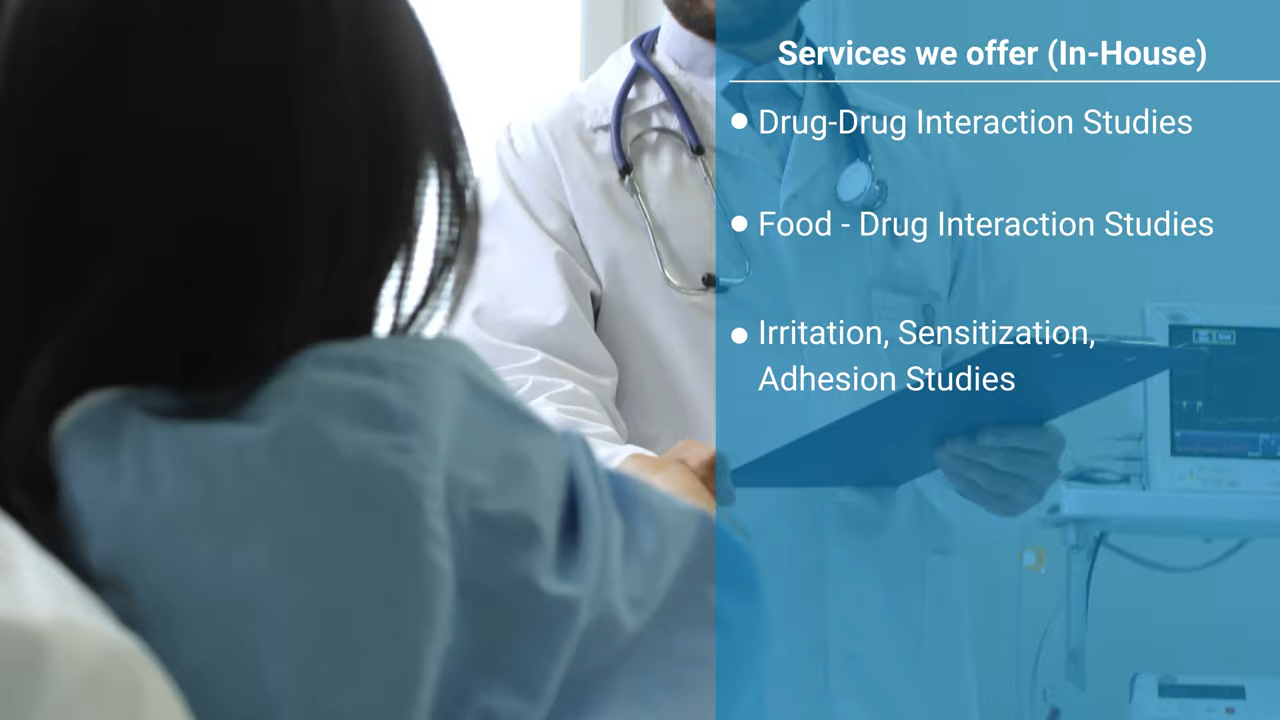 Services we offer (In-House)
Drug-Drug Interaction Studies
Food - Drug Interaction Studies
Irritation, Sensitization,
Adhesion Studies